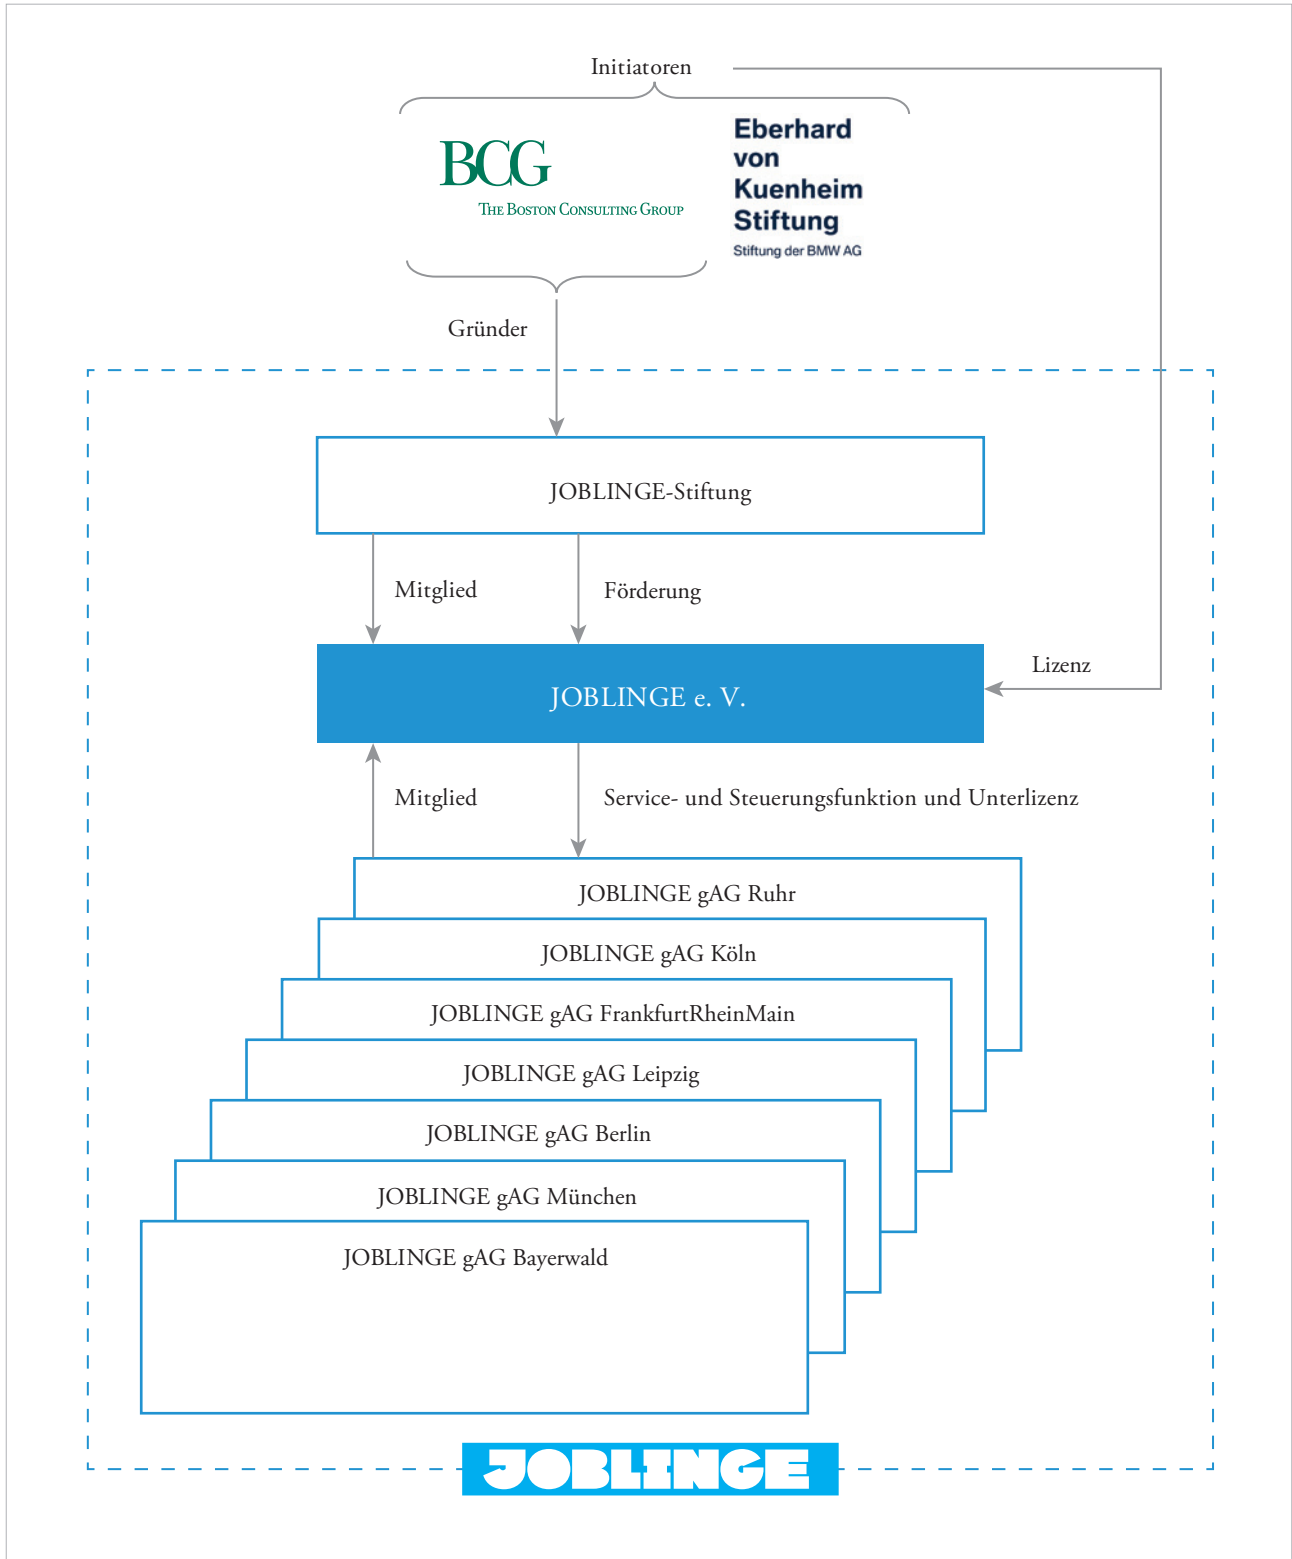 Initiatoren
BCG
THE BOSTON CONSULTING GROUP
Eberhard
von
Kuenheim
Stiftung
Stiftung der BMW AG
Gründer
JOBLINGE-Stiftung
Mitglied
Förderung
Lizenz
JOBLINGE e. V.
Mitglied
Service- und Steuerungsfunktion und Unterlizenz
JOBLINGE gAG Ruhr
JOBLINGE gAG Köln
JOBLINGE gAG FrankfurtRheinMain
JOBLINGE gAG Leipzig
JOBLINGE gAG Berlin
JOBLINGE gAG München
JOBLINGE gAG Bayerwald
JOBLINGE